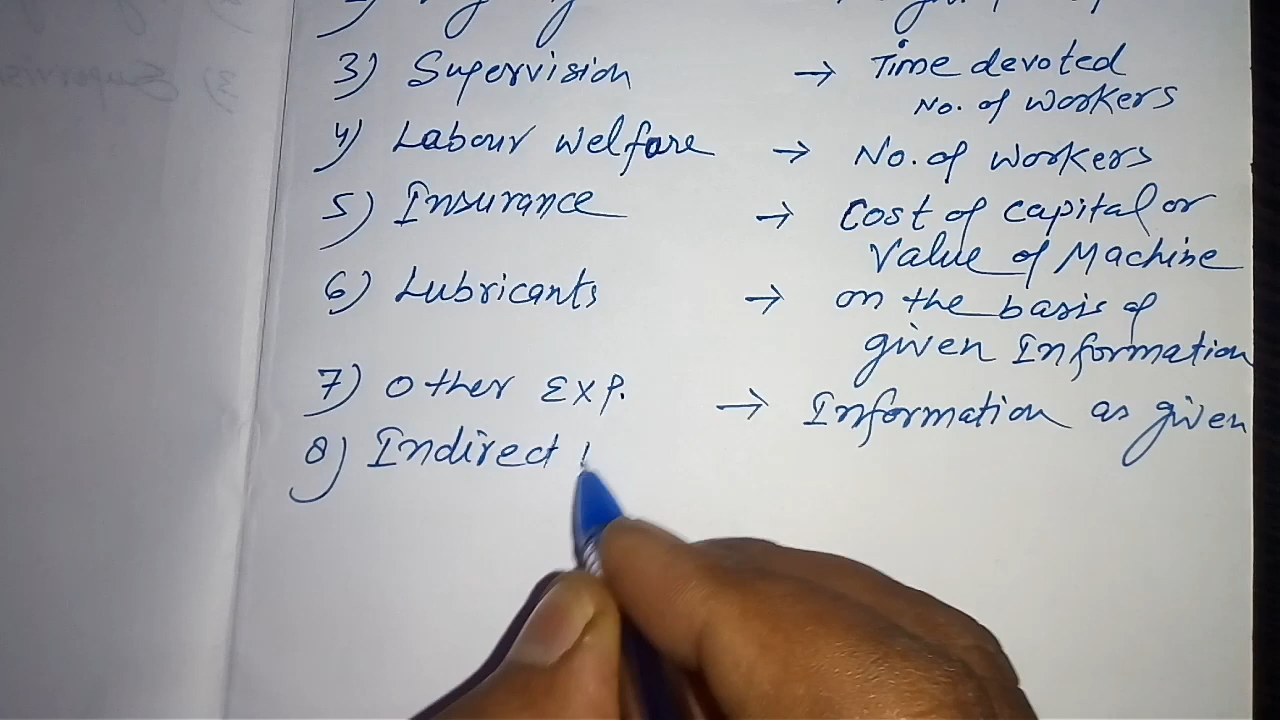 3) Supervision → Time devoted
No. of workers
4) Labour welfare → No. of workers
5) Insurance → Cost of capital or
Value of Machine
6) Lubricants → on the basis of
given Information
7) Other Exp. → Information as given
8) Indirect